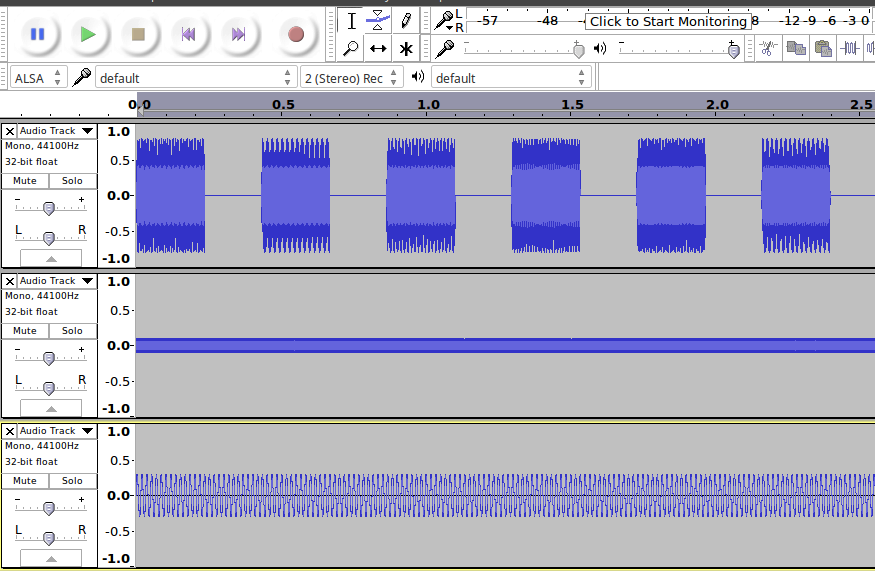 L
R
-57 -48 Click to Start Monitoring 8 -12 -9 -6 -3 0
ALSA default 2 (Stereo) Rec default
0.0 0.5 1.0 1.5 2.0 2.5
Audio Track 1.0
Mono, 44100Hz
32-bit float 0.5
Mute Solo
0.0
- +
L R -0.5
-1.0
Audio Track 1.0
Mono, 44100Hz
32-bit float 0.5
Mute Solo
0.0
- +
L R -0.5
-1.0
Audio Track 1.0
Mono, 44100Hz
32-bit float 0.5
Mute Solo
0.0
- +
L R -0.5
-1.0